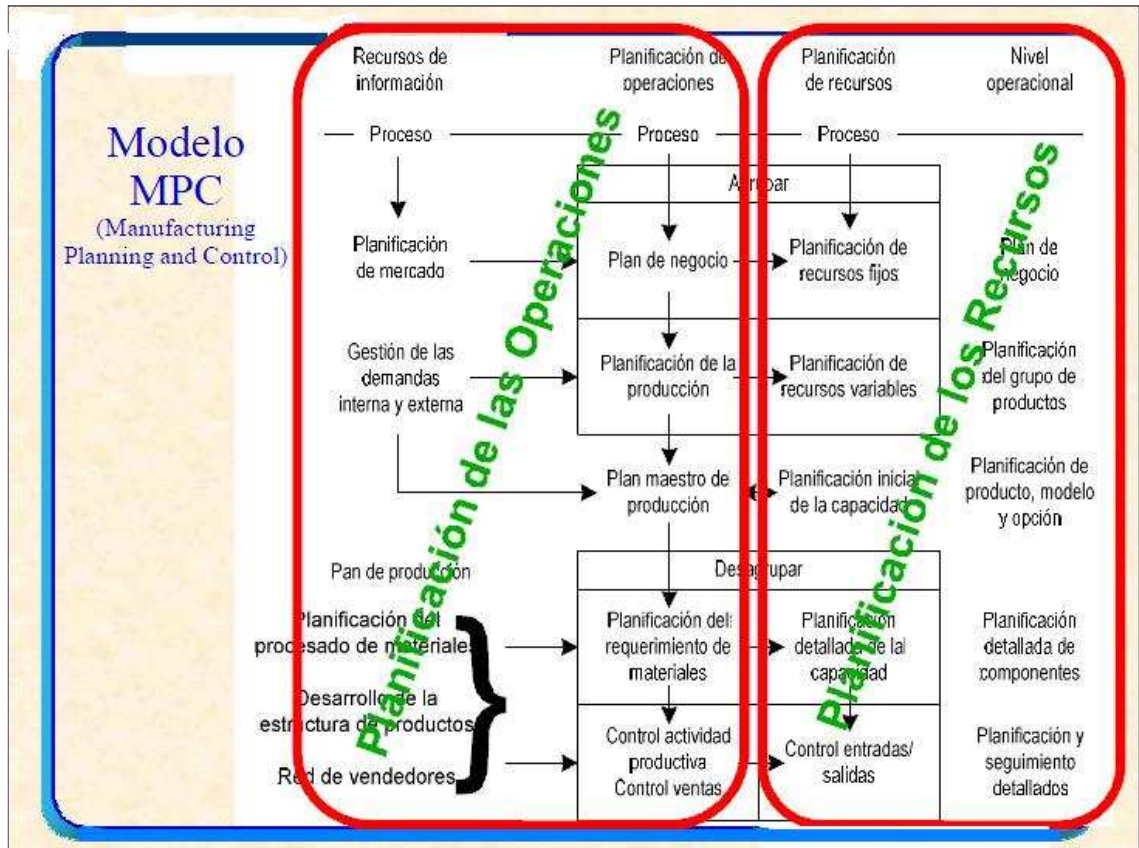 Modelo
MPC
(Manufacturing
Planning and Control)
Recursos de
información
Planificación de
operaciones
Planificación
de recursos
Nivel
operacional
Proceso
Proceso
Proceso
Agrupar
Planificación
de mercado
Plan de negocio
Planificación de
recursos fijos
Plan de
negocio
Gestión de las
demandas
interna y externa
Planificación de la
producción
Planificación de
recursos variables
Planificación
del grupo de
productos
Plan maestro de
producción
Planificación inicial
de la capacidad
Planificación de
producto, modelo
y opción
Pan de producción
Desagrupar
Planificación del
procesado de materiales
Desarrollo de la
estructura de productos
Red de vendedores
Planificación del
requerimiento de
materiales
Planificación
detallada de la
capacidad
Planificación
detallada de
componentes
Control actividad
productiva
Control ventas
Control entradas/
salidas
Planificación y
seguimiento
detallados
Planificación de las Operaciones
Planificación de los Recursos